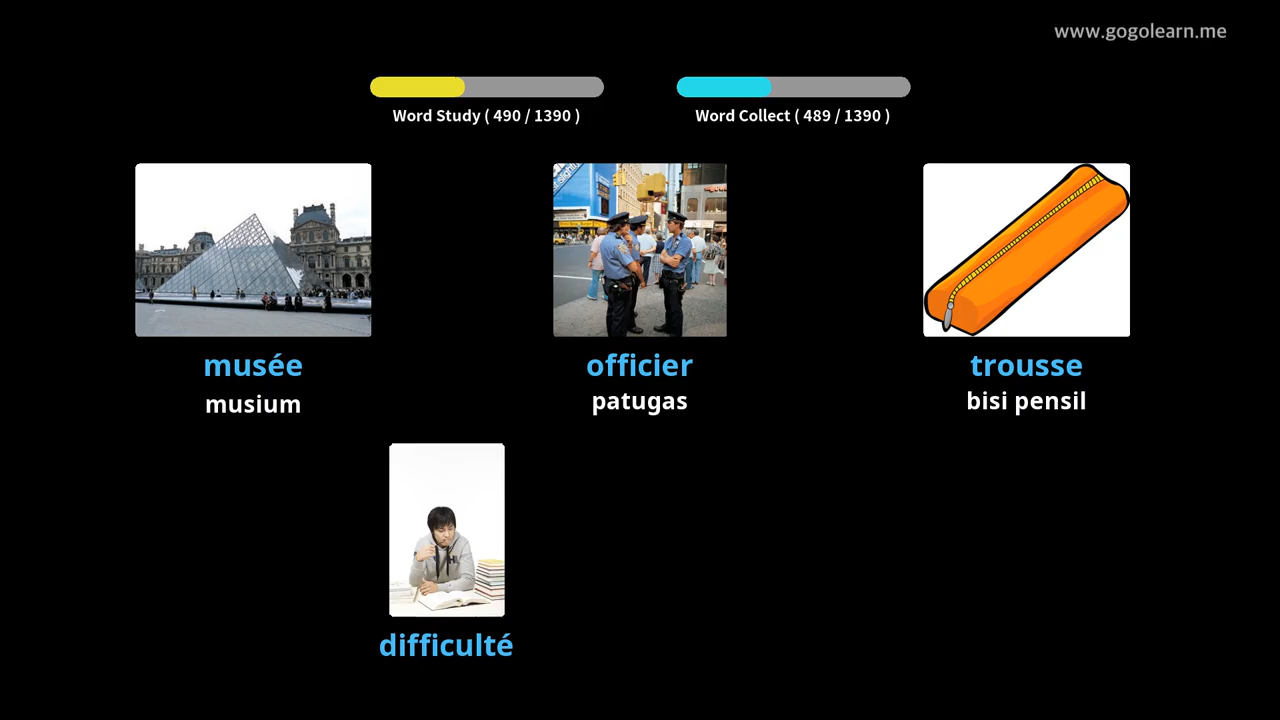 www.gogolearn.me
Word Study ( 490 / 1390 )
Word Collect ( 489 / 1390 )
musée
musium
officier
patugas
trousse
bisi pensil
difficulté